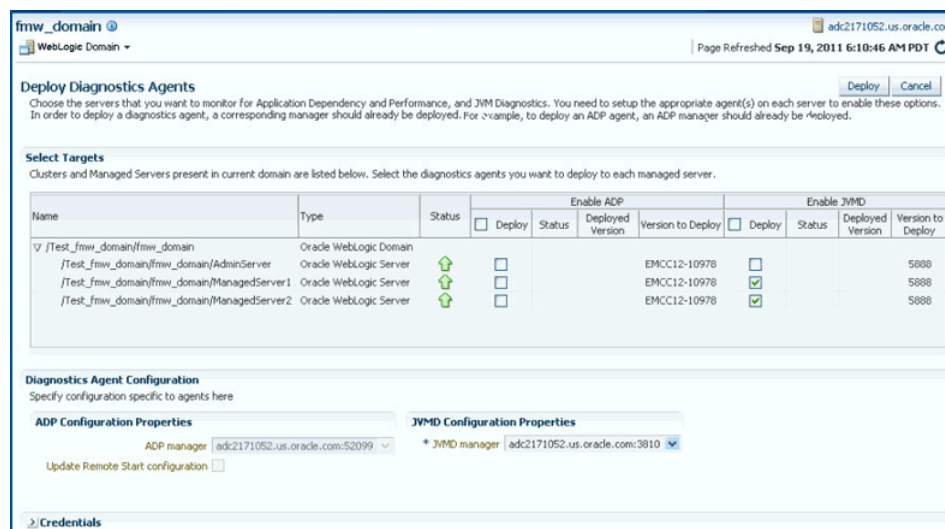 fmw_domain
adc2171052.us.oracle.co
WebLogic Domain
Page Refreshed Sep 19, 2011 6:10:46 AM PDT
Deploy Diagnostics Agents
Deploy Cancel
Choose the servers that you want to monitor for Application Dependency and Performance, and JVM Diagnostics. You need to setup the appropriate agent(s) on each server to enable these options.
In order to deploy a diagnostics agent, a corresponding manager should already be deployed. For example, to deploy an ADP agent, an ADP manager should already be deployed.
Select Targets
Clusters and Managed Servers present in current domain are listed below. Select the diagnostics agents you want to deploy to each managed server.
Enable ADP Enable JVMD
Name Type Status Deploy Status Deployed Version Version to Deploy Deploy Status Deployed Version Version to Deploy
/Test_fmw_domain/fmw_domain Oracle WebLogic Domain
/Test_fmw_domain/fmw_domain/AdminServer Oracle WebLogic Server EMCC12-10978 5888
/Test_fmw_domain/fmw_domain/ManagedServer1 Oracle WebLogic Server EMCC12-10978 5888
/Test_fmw_domain/fmw_domain/ManagedServer2 Oracle WebLogic Server EMCC12-10978 5888
Diagnostics Agent Configuration
Specify configuration specific to agents here
ADP Configuration Properties JVMD Configuration Properties
ADP manager adc2171052.us.oracle.com:52099 * JVMD manager adc2171052.us.oracle.com:3810
Update Remote Start configuration
Credentials